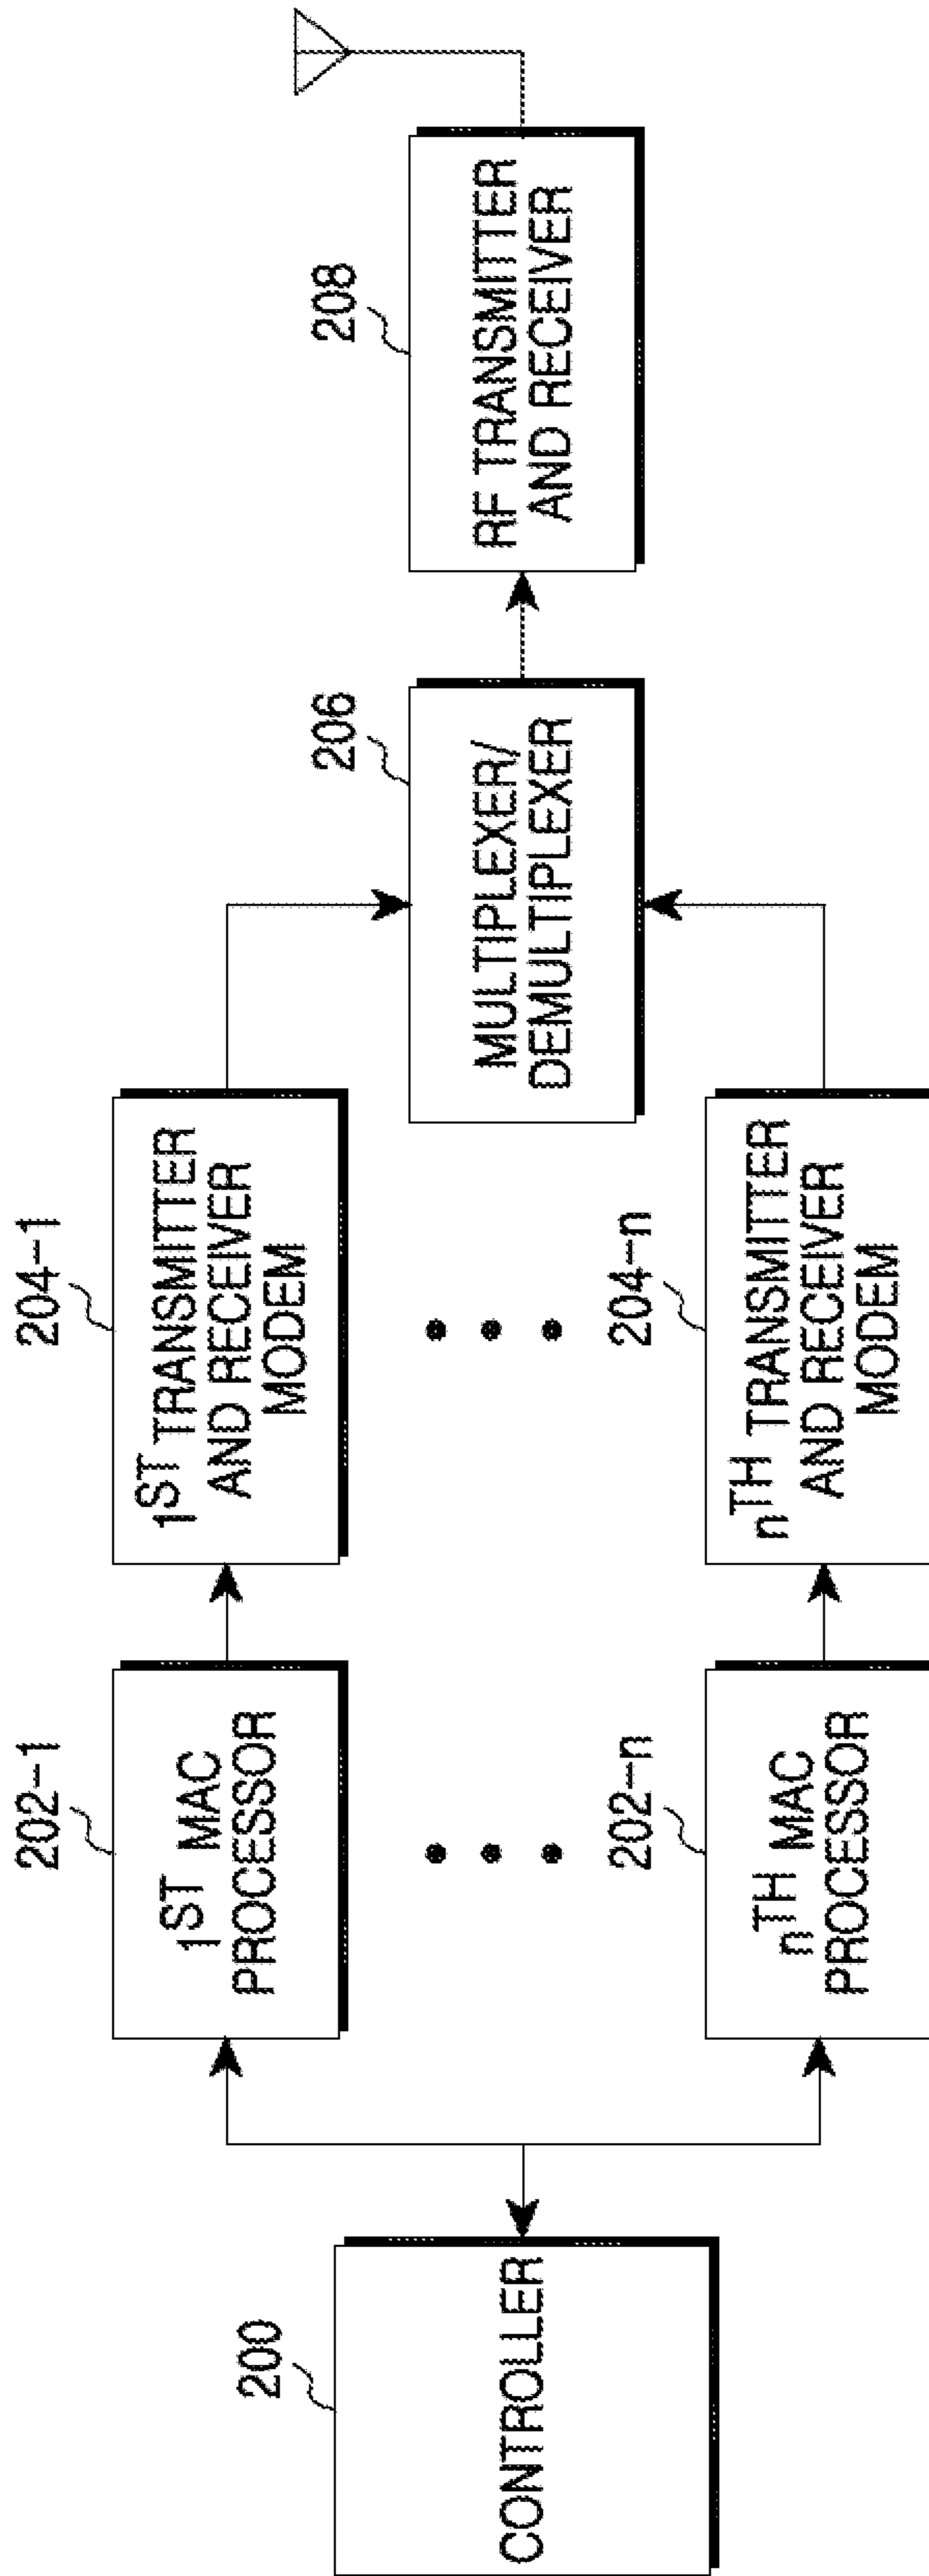 200
CONTROLLER
202-1
1ST MAC
PROCESSOR
202-n
nTH MAC
PROCESSOR
204-1
1ST TRANSMITTER
AND RECEIVER
MODEM
204-n
nTH TRANSMITTER
AND RECEIVER
MODEM
206
MULTIPLEXER/
DEMULTIPLEXER
208
RF TRANSMITTER
AND RECEIVER